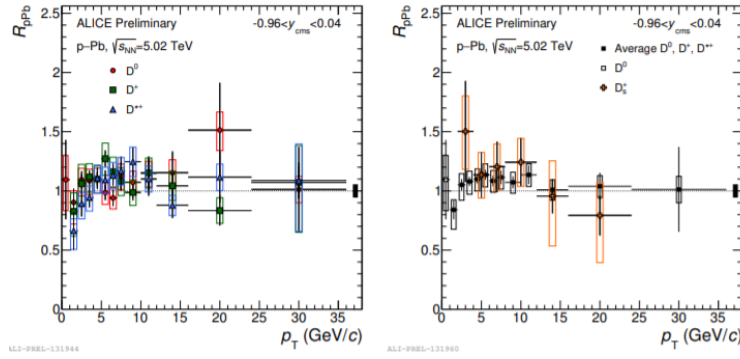 R_pPb
2.5
2
1.5
1
0.5
0
ALICE Preliminary
-0.96<y_cms<0.04
p–Pb, √s_NN=5.02 TeV
D⁰
D⁺
D*⁺
0 5 10 15 20 25 30 35
p_T (GeV/c)
ALI-PREL-131944
R_pPb
2.5
2
1.5
1
0.5
0
ALICE Preliminary
-0.96<y_cms<0.04
p–Pb, √s_NN=5.02 TeV
Average D⁰, D⁺, D*⁺
D⁰
D_s⁺
0 5 10 15 20 25 30 35
p_T (GeV/c)
ALI-PREL-131960